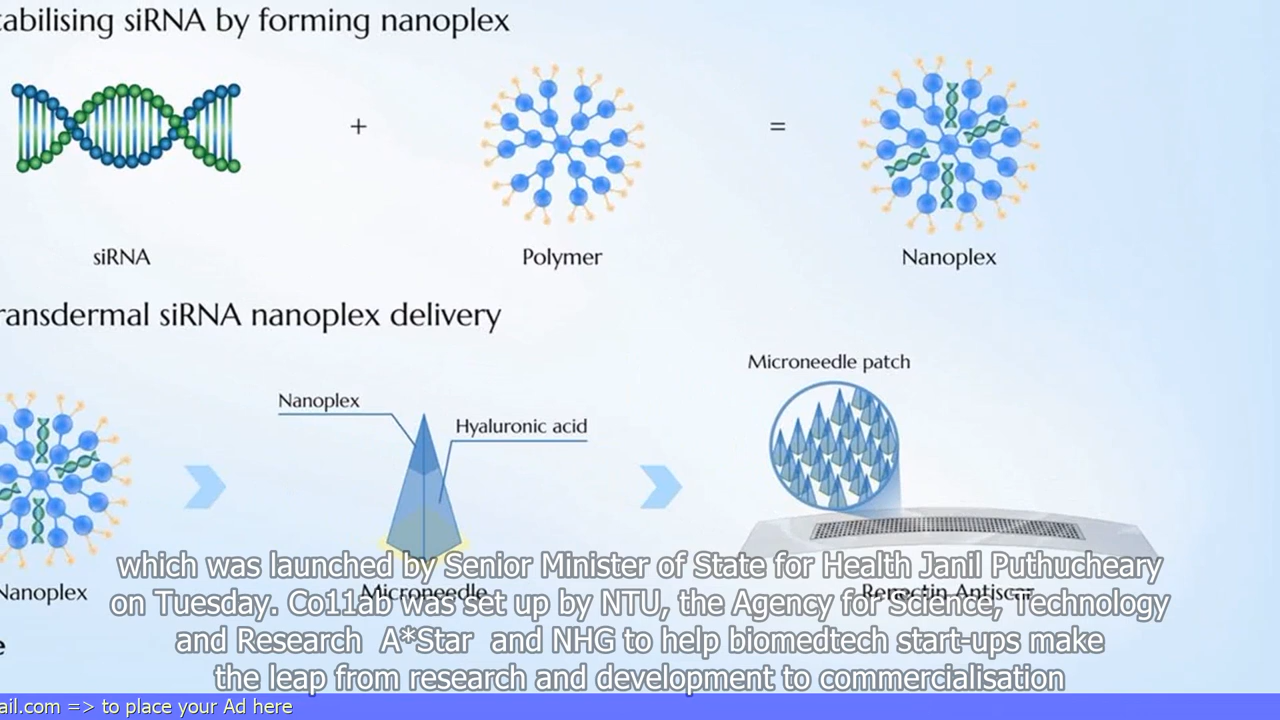 tabilising siRNA by forming nanoplex
+
=
siRNA
Polymer
Nanoplex
ransdermal siRNA nanoplex delivery
Microneedle patch
Nanoplex
Hyaluronic acid
Nanoplex
Microneedle
Antiscar
which was launched by Senior Minister of State for Health Janil Puthucheary
on Tuesday. Co11ab was set up by NTU, the Agency for Science, Technology
and Research A*Star and NHG to help biomedtech start-ups make
the leap from research and development to commercialisation
e
ail.com => to place your Ad here